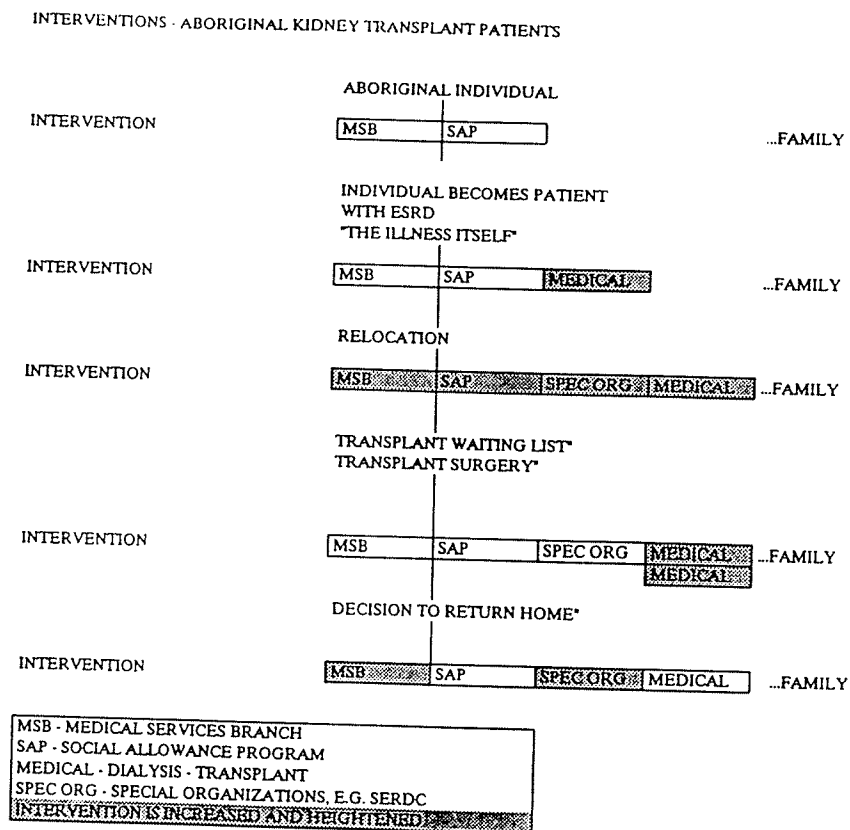 INTERVENTIONS - ABORIGINAL KIDNEY TRANSPLANT PATIENTS
ABORIGINAL INDIVIDUAL
INTERVENTION MSB SAP ...FAMILY
INDIVIDUAL BECOMES PATIENT
WITH ESRD
"THE ILLNESS ITSELF"
INTERVENTION MSB SAP MEDICAL ...FAMILY
RELOCATION
INTERVENTION MSB SAP SPEC ORG MEDICAL ...FAMILY
TRANSPLANT WAITING LIST"
TRANSPLANT SURGERY"
INTERVENTION MSB SAP SPEC ORG MEDICAL ...FAMILY
MEDICAL
DECISION TO RETURN HOME"
INTERVENTION MSB SAP SPEC ORG MEDICAL ...FAMILY
MSB - MEDICAL SERVICES BRANCH
SAP - SOCIAL ALLOWANCE PROGRAM
MEDICAL - DIALYSIS - TRANSPLANT
SPEC ORG - SPECIAL ORGANIZATIONS, E.G. SERDC
INTERVENTION IS INCREASED AND HEIGHTENED